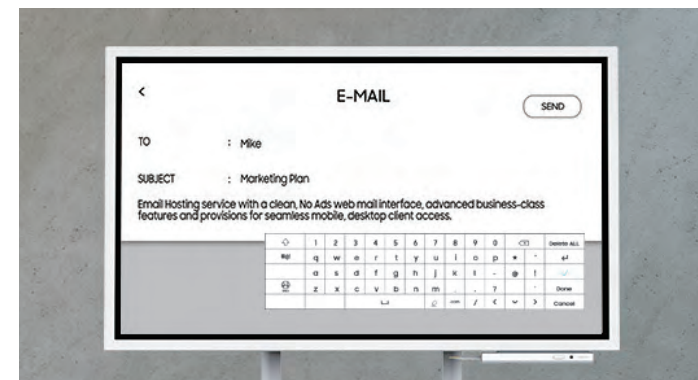 <
E-MAIL
SEND
TO : Mike
SUBJECT : Marketing Plan
Email Hosting service with a clean, No Ads web mail interface, advanced business-class
features and provisions for seamless mobile, desktop client access.
1 2 3 4 5 6 7 8 9 0 Delete ALL
q w e r t y u i o p * ↵
a s d f g h j k l - @ !
z x c v b n m . , ? Done
/ < > Cancel